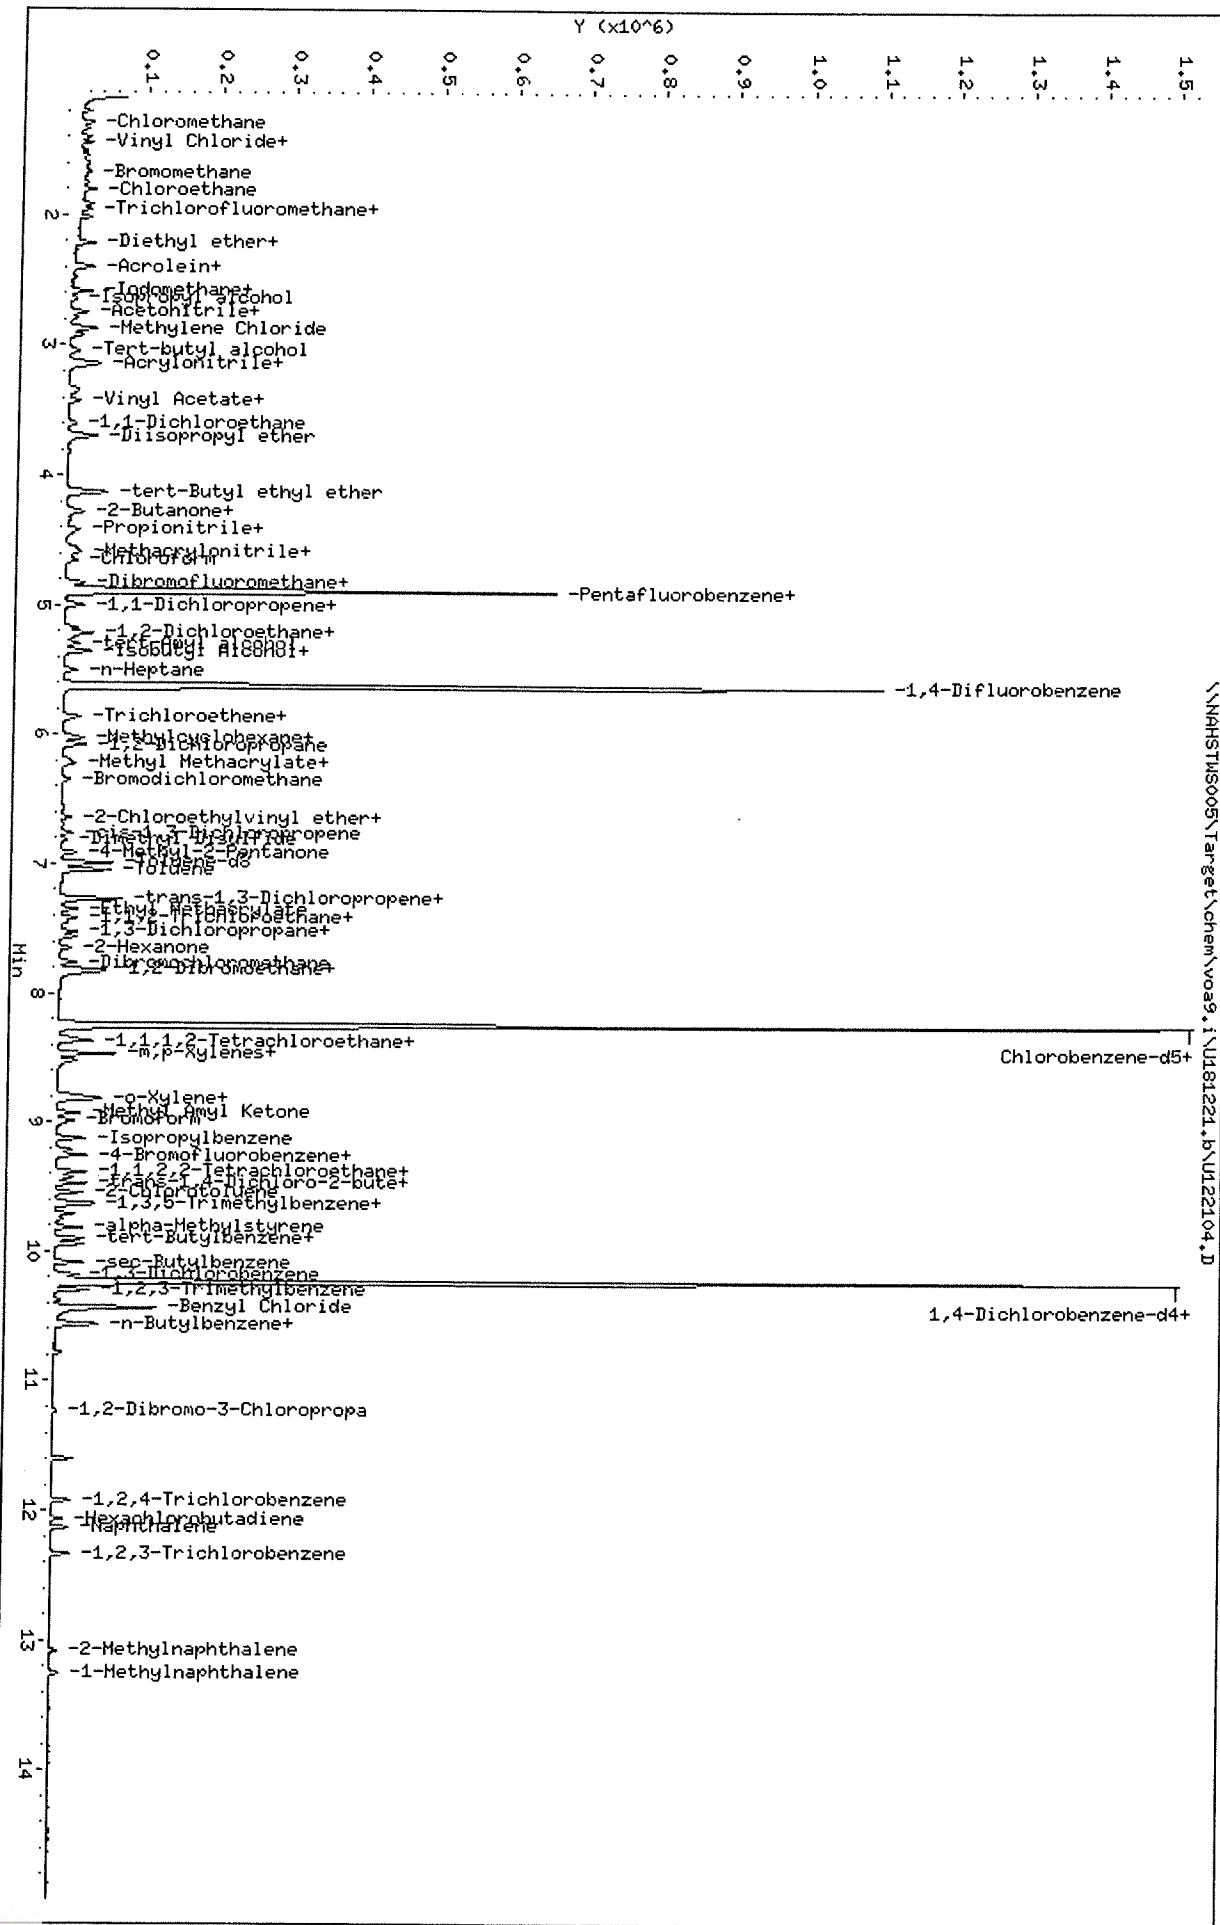 Y (x10^6)
0.1
0.2
0.3
0.4
0.5
0.6
0.7
0.8
0.9
1.0
1.1
1.2
1.3
1.4
1.5
-Chloromethane
-Vinyl Chloride+
-Bromomethane
-Chloroethane
-Trichlorofluoromethane+
2
-Diethyl ether+
-Acrolein+
-Iodomethane+
-Isopropyl alcohol
-Acetonitrile+
-Methylene Chloride
3
-Tert-butyl alcohol
-Acrylonitrile+
-Vinyl Acetate+
-1,1-Dichloroethane
-Diisopropyl ether
4
-tert-Butyl ethyl ether
-2-Butanone+
-Propionitrile+
-Methacrylonitrile+
-Chloroform
-Dibromofluoromethane+
-Pentafluorobenzene+
5
-1,1-Dichloropropene+
-1,2-Dichloroethane+
-tert-Amyl alcohol
-Isobutyl Alcohol+
-n-Heptane
-1,4-Difluorobenzene
-Trichloroethene+
6
-Methylcyclohexane+
-1,2-Dichloropropane
-Methyl Methacrylate+
-Bromodichloromethane
-2-Chloroethylvinyl ether+
-cis-1,3-Dichloropropene
-Dimethyl Disulfide
-4-Methyl-2-Pentanone
7
-Toluene-d8
-Toluene
-trans-1,3-Dichloropropene+
-Ethyl Methacrylate
-1,1,2-Trichloroethane+
-1,3-Dichloropropane+
-2-Hexanone
-Dibromochloromethane
-1,2-Dibromoethane+
Min
8
Chlorobenzene-d5+
-1,1,1,2-Tetrachloroethane+
-m,p-Xylenes+
-o-Xylene+
-Methyl Amyl Ketone
-Bromoform
9
-Isopropylbenzene
-4-Bromofluorobenzene+
-1,1,2,2-Tetrachloroethane+
-trans-1,4-Dichloro-2-bute+
-2-Chlorotoluene
-1,3,5-Trimethylbenzene+
-alpha-Methylstyrene
-tert-Butylbenzene+
10
-sec-Butylbenzene
-1,3-Dichlorobenzene
-1,2,3-Trimethylbenzene
1,4-Dichlorobenzene-d4+
-Benzyl Chloride
-n-Butylbenzene+
11
-1,2-Dibromo-3-Chloropropa
-1,2,4-Trichlorobenzene
12
-Hexachlorobutadiene
-Naphthalene
-1,2,3-Trichlorobenzene
13
-2-Methylnaphthalene
-1-Methylnaphthalene
14
\\NAHSTWS005\Target\chem\voa9.i\U181221.b\U122104.D